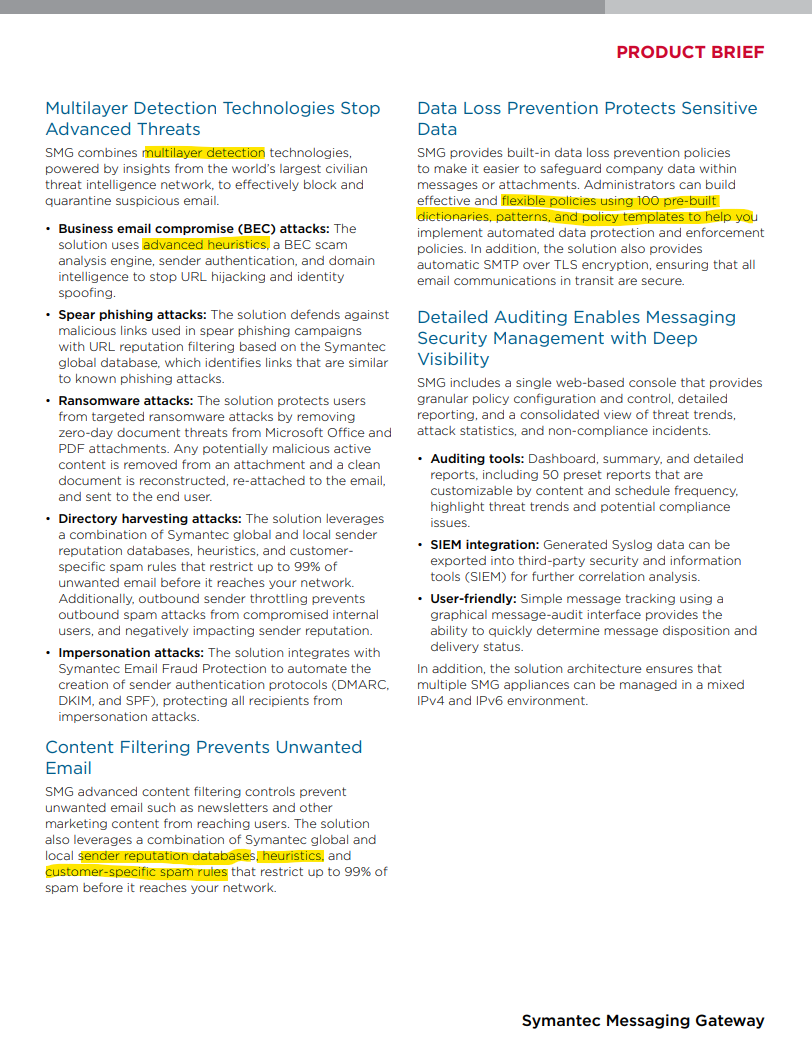 PRODUCT BRIEF
Multilayer Detection Technologies Stop
Advanced Threats
SMG combines multilayer detection technologies,
powered by insights from the world's largest civilian
threat intelligence network, to effectively block and
quarantine suspicious email.
• Business email compromise (BEC) attacks: The
solution uses advanced heuristics, a BEC scam
analysis engine, sender authentication, and domain
intelligence to stop URL hijacking and identity
spoofing.
• Spear phishing attacks: The solution defends against
malicious links used in spear phishing campaigns
with URL reputation filtering based on the Symantec
global database, which identifies links that are similar
to known phishing attacks.
• Ransomware attacks: The solution protects users
from targeted ransomware attacks by removing
zero-day document threats from Microsoft Office and
PDF attachments. Any potentially malicious active
content is removed from an attachment and a clean
document is reconstructed, re-attached to the email,
and sent to the end user.
• Directory harvesting attacks: The solution leverages
a combination of Symantec global and local sender
reputation databases, heuristics, and customer-
specific spam rules that restrict up to 99% of
unwanted email before it reaches your network.
Additionally, outbound sender throttling prevents
outbound spam attacks from compromised internal
users, and negatively impacting sender reputation.
• Impersonation attacks: The solution integrates with
Symantec Email Fraud Protection to automate the
creation of sender authentication protocols (DMARC,
DKIM, and SPF), protecting all recipients from
impersonation attacks.
Content Filtering Prevents Unwanted
Email
SMG advanced content filtering controls prevent
unwanted email such as newsletters and other
marketing content from reaching users. The solution
also leverages a combination of Symantec global and
local sender reputation databases, heuristics, and
customer-specific spam rules that restrict up to 99% of
spam before it reaches your network.
Data Loss Prevention Protects Sensitive
Data
SMG provides built-in data loss prevention policies
to make it easier to safeguard company data within
messages or attachments. Administrators can build
effective and flexible policies using 100 pre-built
dictionaries, patterns, and policy templates to help you
implement automated data protection and enforcement
policies. In addition, the solution also provides
automatic SMTP over TLS encryption, ensuring that all
email communications in transit are secure.
Detailed Auditing Enables Messaging
Security Management with Deep
Visibility
SMG includes a single web-based console that provides
granular policy configuration and control, detailed
reporting, and a consolidated view of threat trends,
attack statistics, and non-compliance incidents.
• Auditing tools: Dashboard, summary, and detailed
reports, including 50 preset reports that are
customizable by content and schedule frequency,
highlight threat trends and potential compliance
issues.
• SIEM integration: Generated Syslog data can be
exported into third-party security and information
tools (SIEM) for further correlation analysis.
• User-friendly: Simple message tracking using a
graphical message-audit interface provides the
ability to quickly determine message disposition and
delivery status.
In addition, the solution architecture ensures that
multiple SMG appliances can be managed in a mixed
IPv4 and IPv6 environment.
Symantec Messaging Gateway